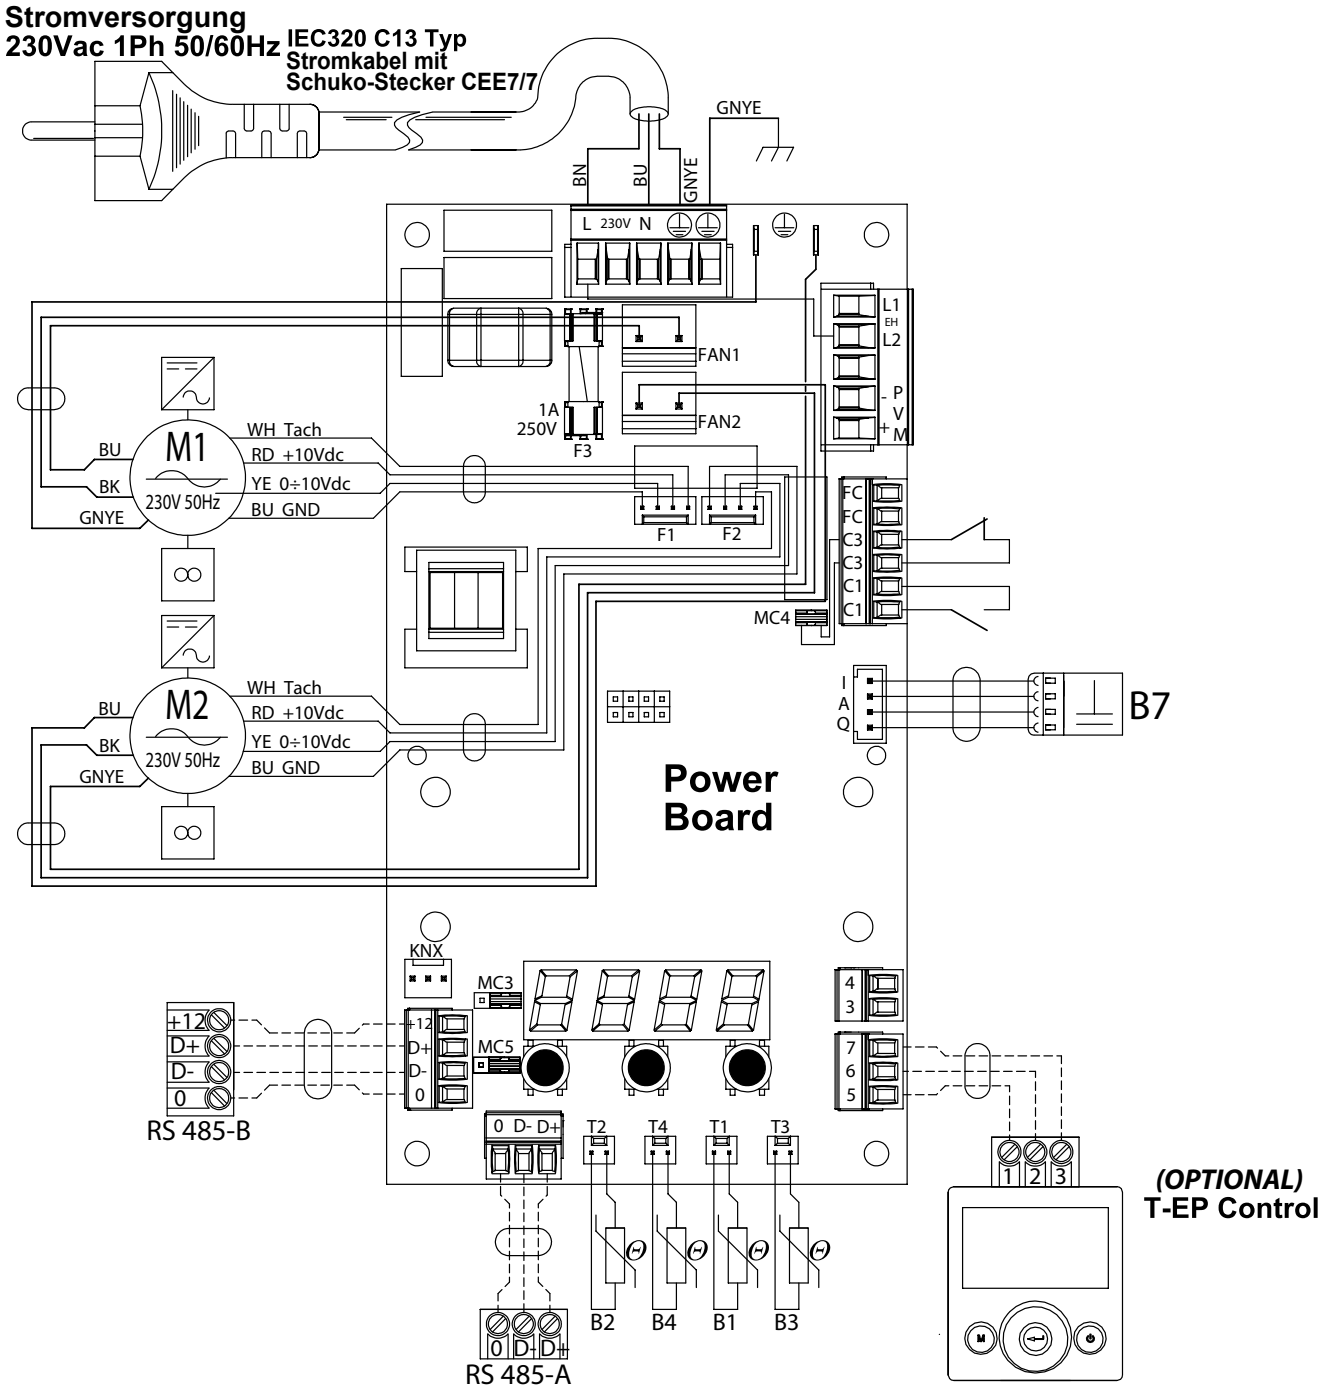 Stromversorgung
230Vac 1Ph 50/60Hz
IEC320 C13 Typ
Stromkabel mit
Schuko-Stecker CEE7/7
GNYE
BN
BU
GNYE
L 230V N
L1
EH
L2
- P
V
+ M
FAN1
FAN2
1A
250V
F3
M1
230V 50Hz
BU
BK
GNYE
WH Tach
RD +10Vdc
YE 0÷10Vdc
BU GND
F1
F2
FC
FC
C3
C3
C1
C1
MC4
M2
230V 50Hz
BU
BK
GNYE
WH Tach
RD +10Vdc
YE 0÷10Vdc
BU GND
I
A
Q
B7
Power
Board
KNX
MC3
MC5
+12
D+
D-
0
+12
D+
D-
0
RS 485-B
4
3
7
6
5
0 D- D+
T2
T4
T1
T3
Θ
Θ
Θ
Θ
B2
B4
B1
B3
0 D- D+
RS 485-A
1 2 3
(OPTIONAL)
T-EP Control
M